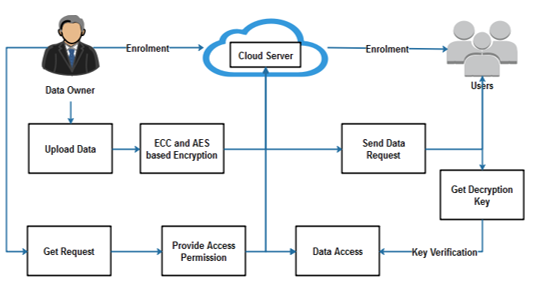 Enrolment
Cloud Server
Enrolment
Data Owner
Users
Upload Data
ECC and AES
based Encryption
Send Data
Request
Get Decryption
Key
Get Request
Provide Access
Permission
Data Access
Key Verification